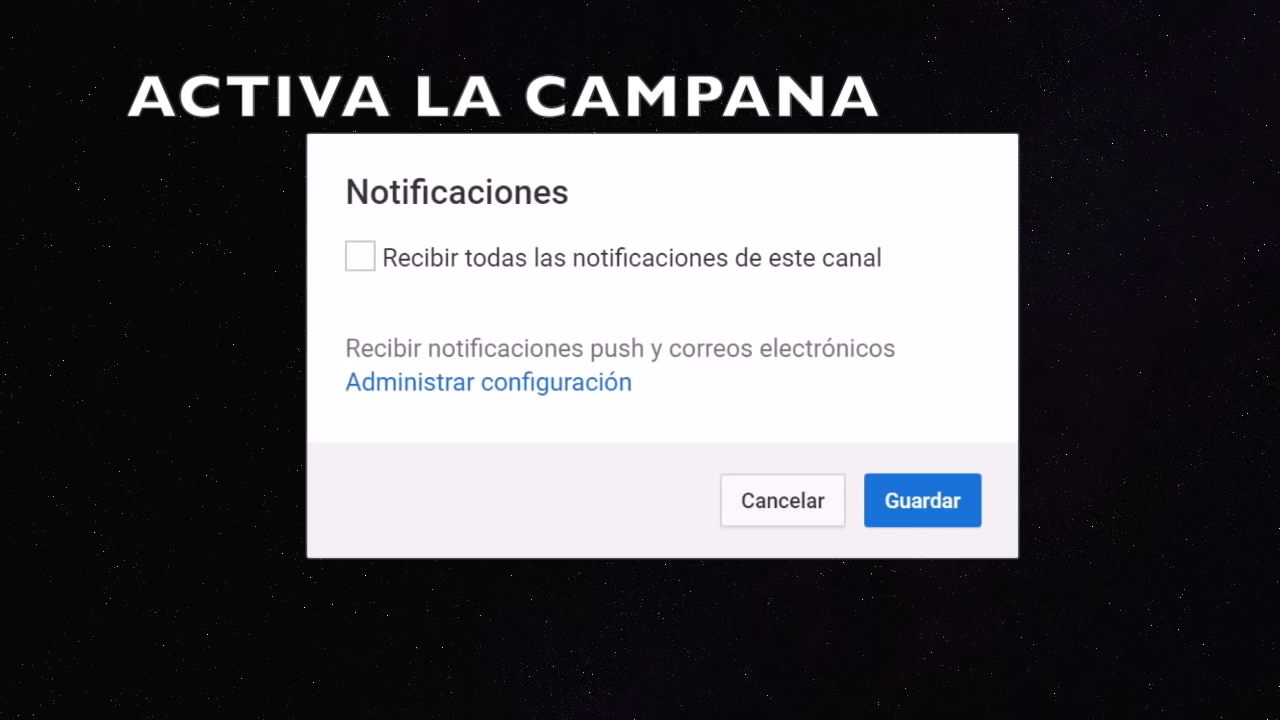 ACTIVA LA CAMPANA
Notificaciones
Recibir todas las notificaciones de este canal
Recibir notificaciones push y correos electrónicos
Administrar configuración
Cancelar
Guardar